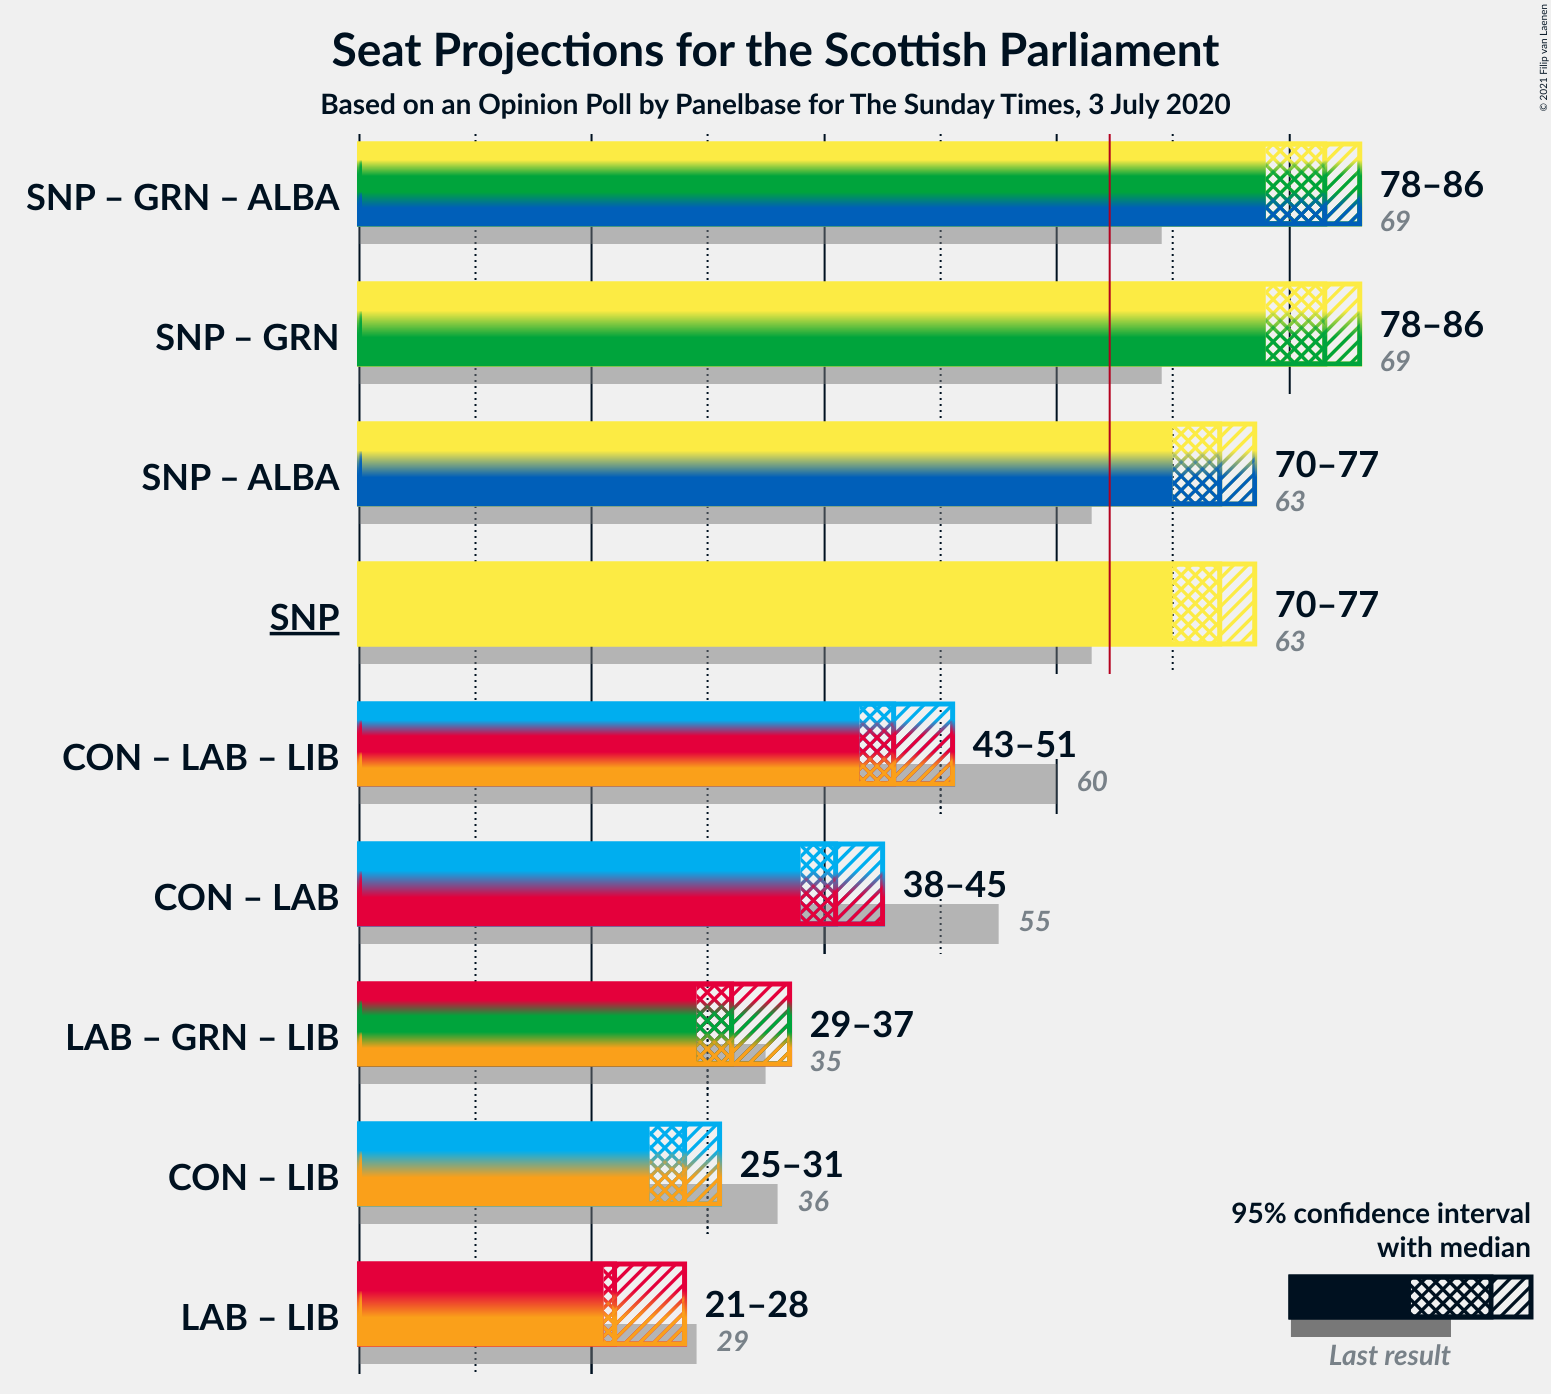 Seat Projections for the Scottish Parliament
Based on an Opinion Poll by Panelbase for The Sunday Times, 3 July 2020
© 2021 Filip van Laenen
SNP – GRN – ALBA
78–86
69
SNP – GRN
78–86
69
SNP – ALBA
70–77
63
SNP
70–77
63
CON – LAB – LIB
43–51
60
CON – LAB
38–45
55
LAB – GRN – LIB
29–37
35
CON – LIB
25–31
36
LAB – LIB
21–28
29
95% confidence interval
with median
Last result